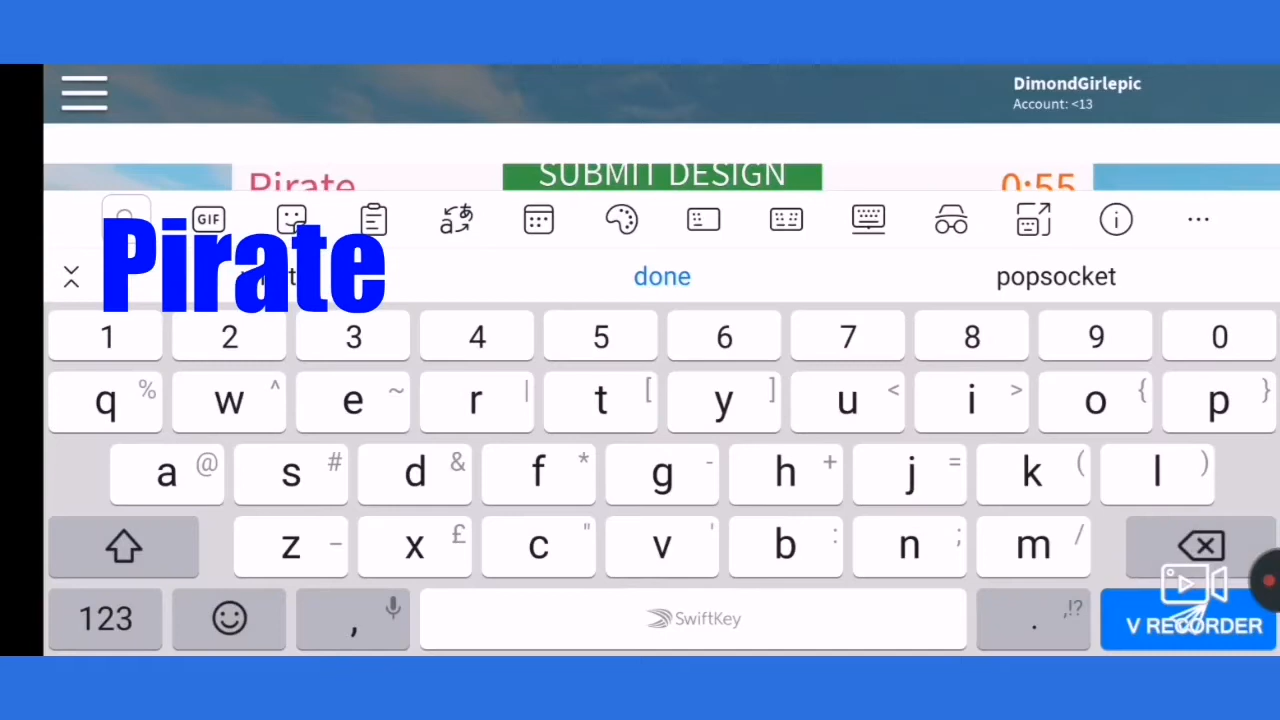 DimondGirlepic
Account: <13
Pirate
SUBMIT DESIGN
0:55
GIF
Pirate
done
popsocket
1 2 3 4 5 6 7 8 9 0
q % w ^ e ~ r | t [ y ] u < i > o { p }
a @ s # d & f * g - h + j = k ( l )
z _ x £ c " v ' b : n ; m /
123 , SwiftKey . ,!?
V RECORDER